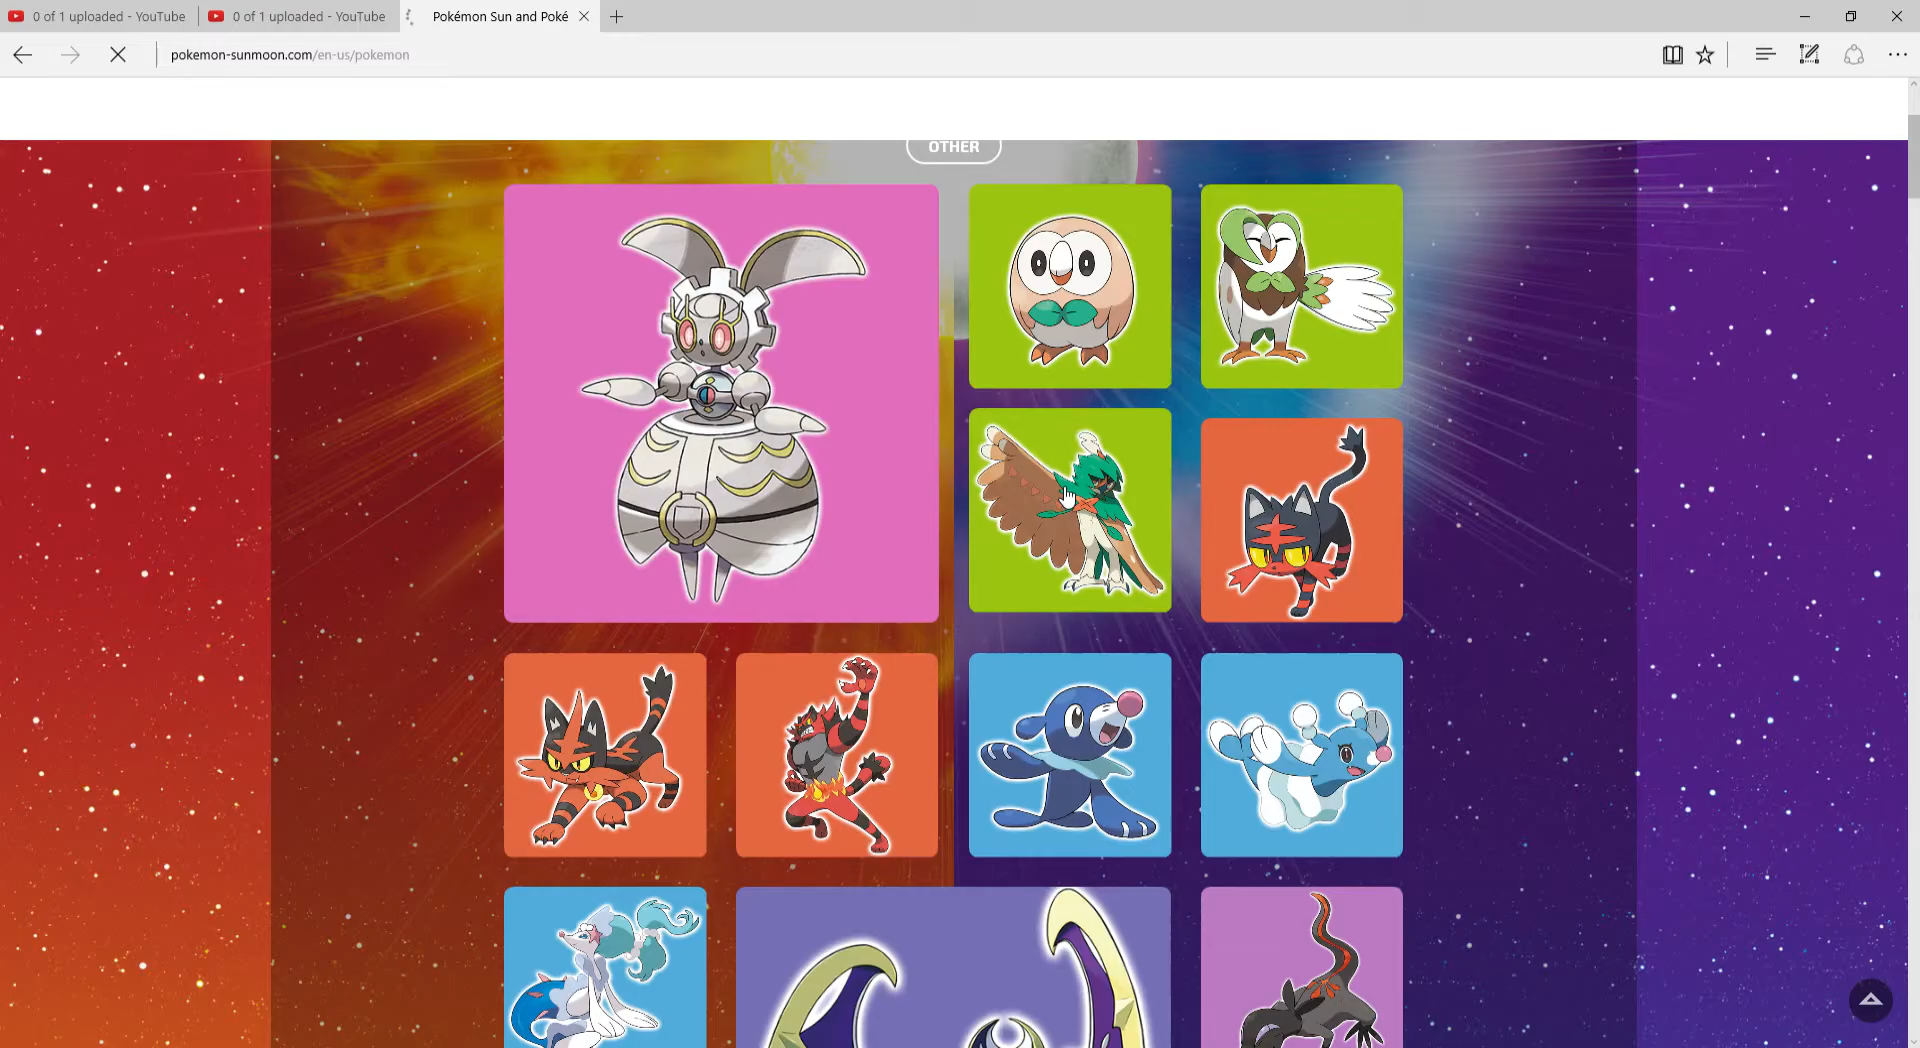 0 of 1 uploaded - YouTube
0 of 1 uploaded - YouTube
Pokémon Sun and Poké
pokemon-sunmoon.com/en-us/pokemon
OTHER